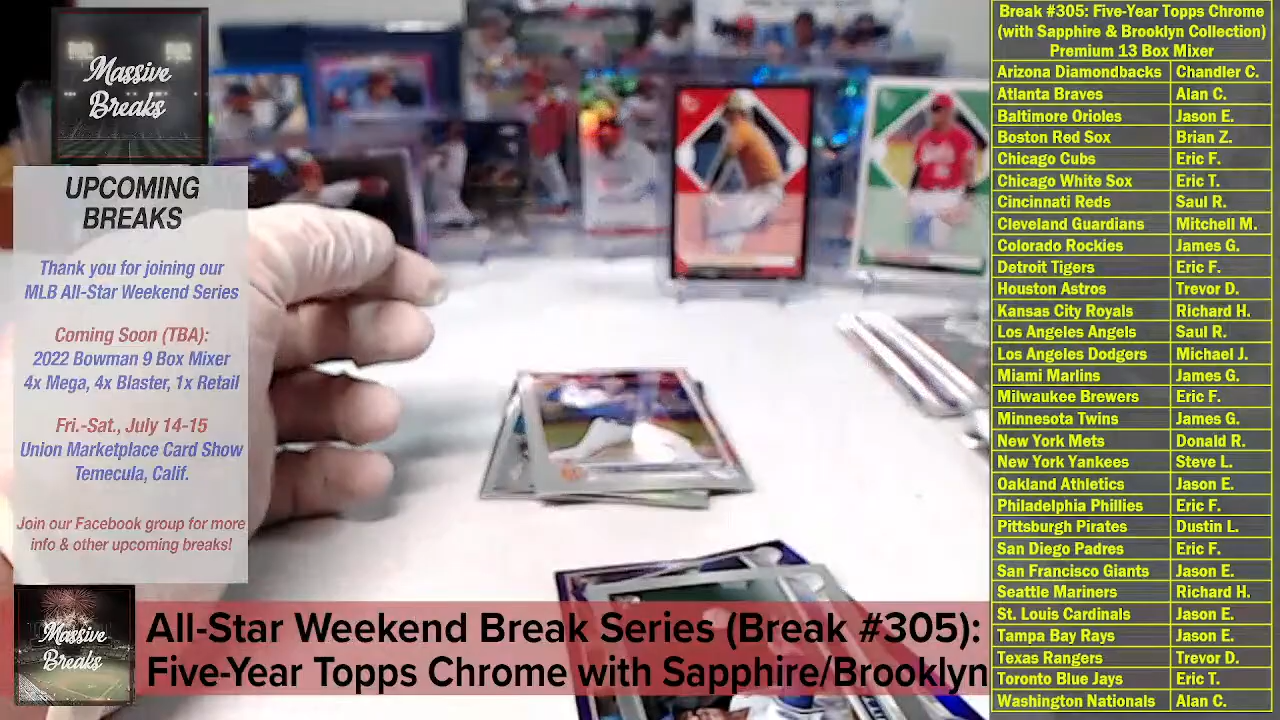 Massive
Breaks
UPCOMING
BREAKS
Thank you for joining our
MLB All-Star Weekend Series
Coming Soon (TBA):
2022 Bowman 9 Box Mixer
4x Mega, 4x Blaster, 1x Retail
Fri.-Sat., July 14-15
Union Marketplace Card Show
Temecula, Calif.
Join our Facebook group for more
info & other upcoming breaks!
Massive
Breaks
All-Star Weekend Break Series (Break #305):
Five-Year Topps Chrome with Sapphire/Brooklyn
Break #305: Five-Year Topps Chrome
(with Sapphire & Brooklyn Collection)
Premium 13 Box Mixer
Arizona Diamondbacks Chandler C.
Atlanta Braves Alan C.
Baltimore Orioles Jason E.
Boston Red Sox Brian Z.
Chicago Cubs Eric F.
Chicago White Sox Eric T.
Cincinnati Reds Saul R.
Cleveland Guardians Mitchell M.
Colorado Rockies James G.
Detroit Tigers Eric F.
Houston Astros Trevor D.
Kansas City Royals Richard H.
Los Angeles Angels Saul R.
Los Angeles Dodgers Michael J.
Miami Marlins James G.
Milwaukee Brewers Eric F.
Minnesota Twins James G.
New York Mets Donald R.
New York Yankees Steve L.
Oakland Athletics Jason E.
Philadelphia Phillies Eric F.
Pittsburgh Pirates Dustin L.
San Diego Padres Eric F.
San Francisco Giants Jason E.
Seattle Mariners Richard H.
St. Louis Cardinals Jason E.
Tampa Bay Rays Jason E.
Texas Rangers Trevor D.
Toronto Blue Jays Eric T.
Washington Nationals Alan C.